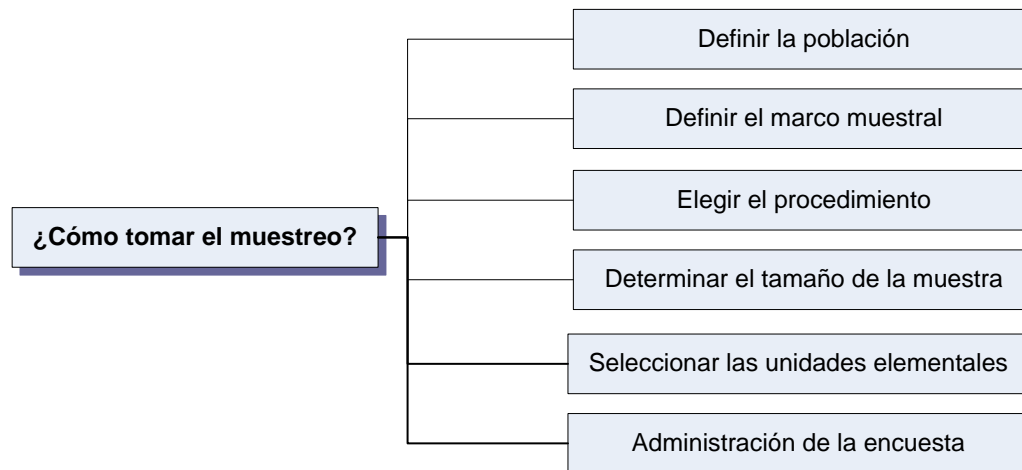 ¿Cómo tomar el muestreo?
Definir la población
Definir el marco muestral
Elegir el procedimiento
Determinar el tamaño de la muestra
Seleccionar las unidades elementales
Administración de la encuesta